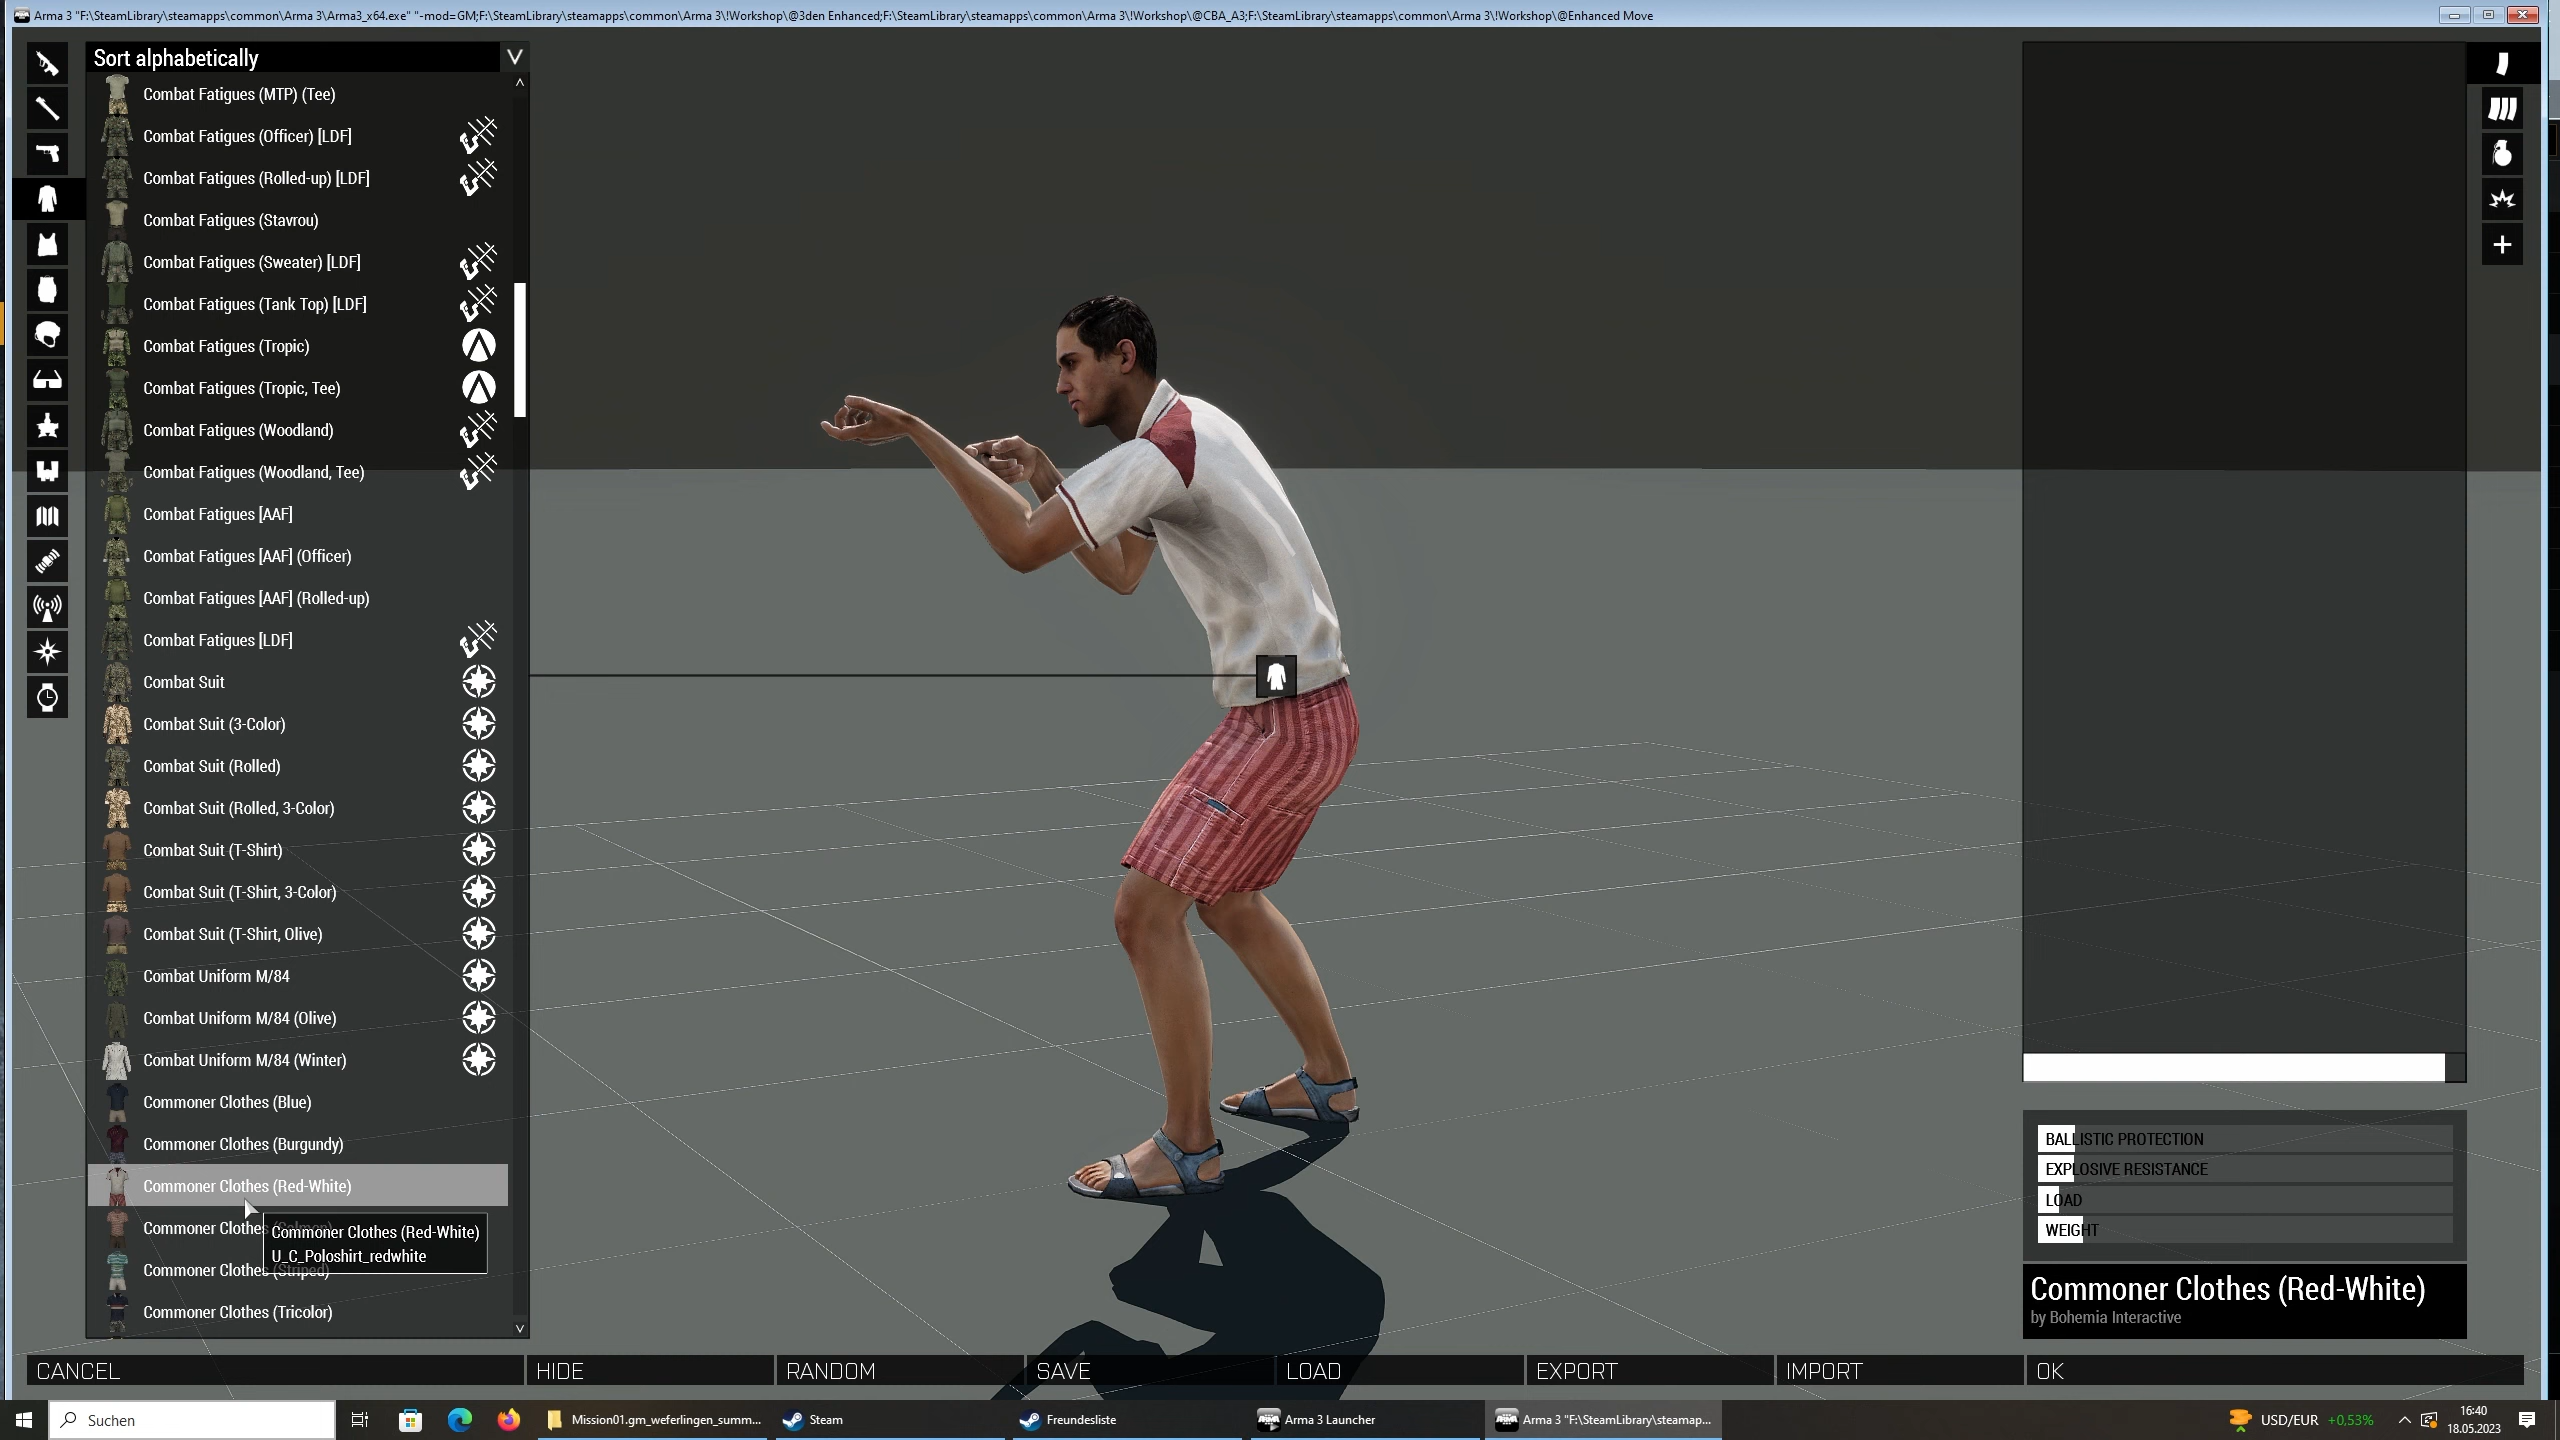 Arma 3 "F:\SteamLibrary\steamapps\common\Arma 3\Arma3_x64.exe" "-mod=GM;F:\SteamLibrary\steamapps\common\Arma 3\!Workshop\@3den Enhanced;F:\SteamLibrary\steamapps\common\Arma 3\!Workshop\@CBA_A3;F:\SteamLibrary\steamapps\common\Arma 3\!Workshop\@Enhanced Move
Sort alphabetically
Combat Fatigues (MTP) (Tee)
Combat Fatigues (Officer) [LDF]
Combat Fatigues (Rolled-up) [LDF]
Combat Fatigues (Stavrou)
Combat Fatigues (Sweater) [LDF]
Combat Fatigues (Tank Top) [LDF]
Combat Fatigues (Tropic)
Combat Fatigues (Tropic, Tee)
Combat Fatigues (Woodland)
Combat Fatigues (Woodland, Tee)
Combat Fatigues [AAF]
Combat Fatigues [AAF] (Officer)
Combat Fatigues [AAF] (Rolled-up)
Combat Fatigues [LDF]
Combat Suit
Combat Suit (3-Color)
Combat Suit (Rolled)
Combat Suit (Rolled, 3-Color)
Combat Suit (T-Shirt)
Combat Suit (T-Shirt, 3-Color)
Combat Suit (T-Shirt, Olive)
Combat Uniform M/84
Combat Uniform M/84 (Olive)
Combat Uniform M/84 (Winter)
Commoner Clothes (Blue)
Commoner Clothes (Burgundy)
Commoner Clothes (Red-White)
Commoner Clothes (Salmon)
Commoner Clothes (Red-White)
U_C_Poloshirt_redwhite
Commoner Clothes (Striped)
Commoner Clothes (Tricolor)
BALLISTIC PROTECTION
EXPLOSIVE RESISTANCE
LOAD
WEIGHT
Commoner Clothes (Red-White)
by Bohemia Interactive
CANCEL
HIDE
RANDOM
SAVE
LOAD
EXPORT
IMPORT
OK
Suchen
Mission01.gm_weferlingen_summ...
Steam
Freundesliste
Arma 3 Launcher
Arma 3 "F:\SteamLibrary\steamap...
USD/EUR +0,53%
16:40
18.05.2023